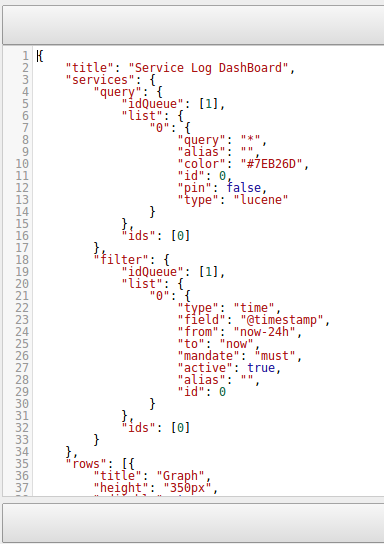 1 {
2 "title": "Service Log DashBoard",
3 "services": {
4 "query": {
5 "idQueue": [1],
6 "list": {
7 "0": {
8 "query": "*",
9 "alias": "",
10 "color": "#7EB26D",
11 "id": 0,
12 "pin": false,
13 "type": "lucene"
14 }
15 },
16 "ids": [0]
17 },
18 "filter": {
19 "idQueue": [1],
20 "list": {
21 "0": {
22 "type": "time",
23 "field": "@timestamp",
24 "from": "now-24h",
25 "to": "now",
26 "mandate": "must",
27 "active": true,
28 "alias": "",
29 "id": 0
30 }
31 },
32 "ids": [0]
33 }
34 },
35 "rows": [{
36 "title": "Graph",
37 "height": "350px",